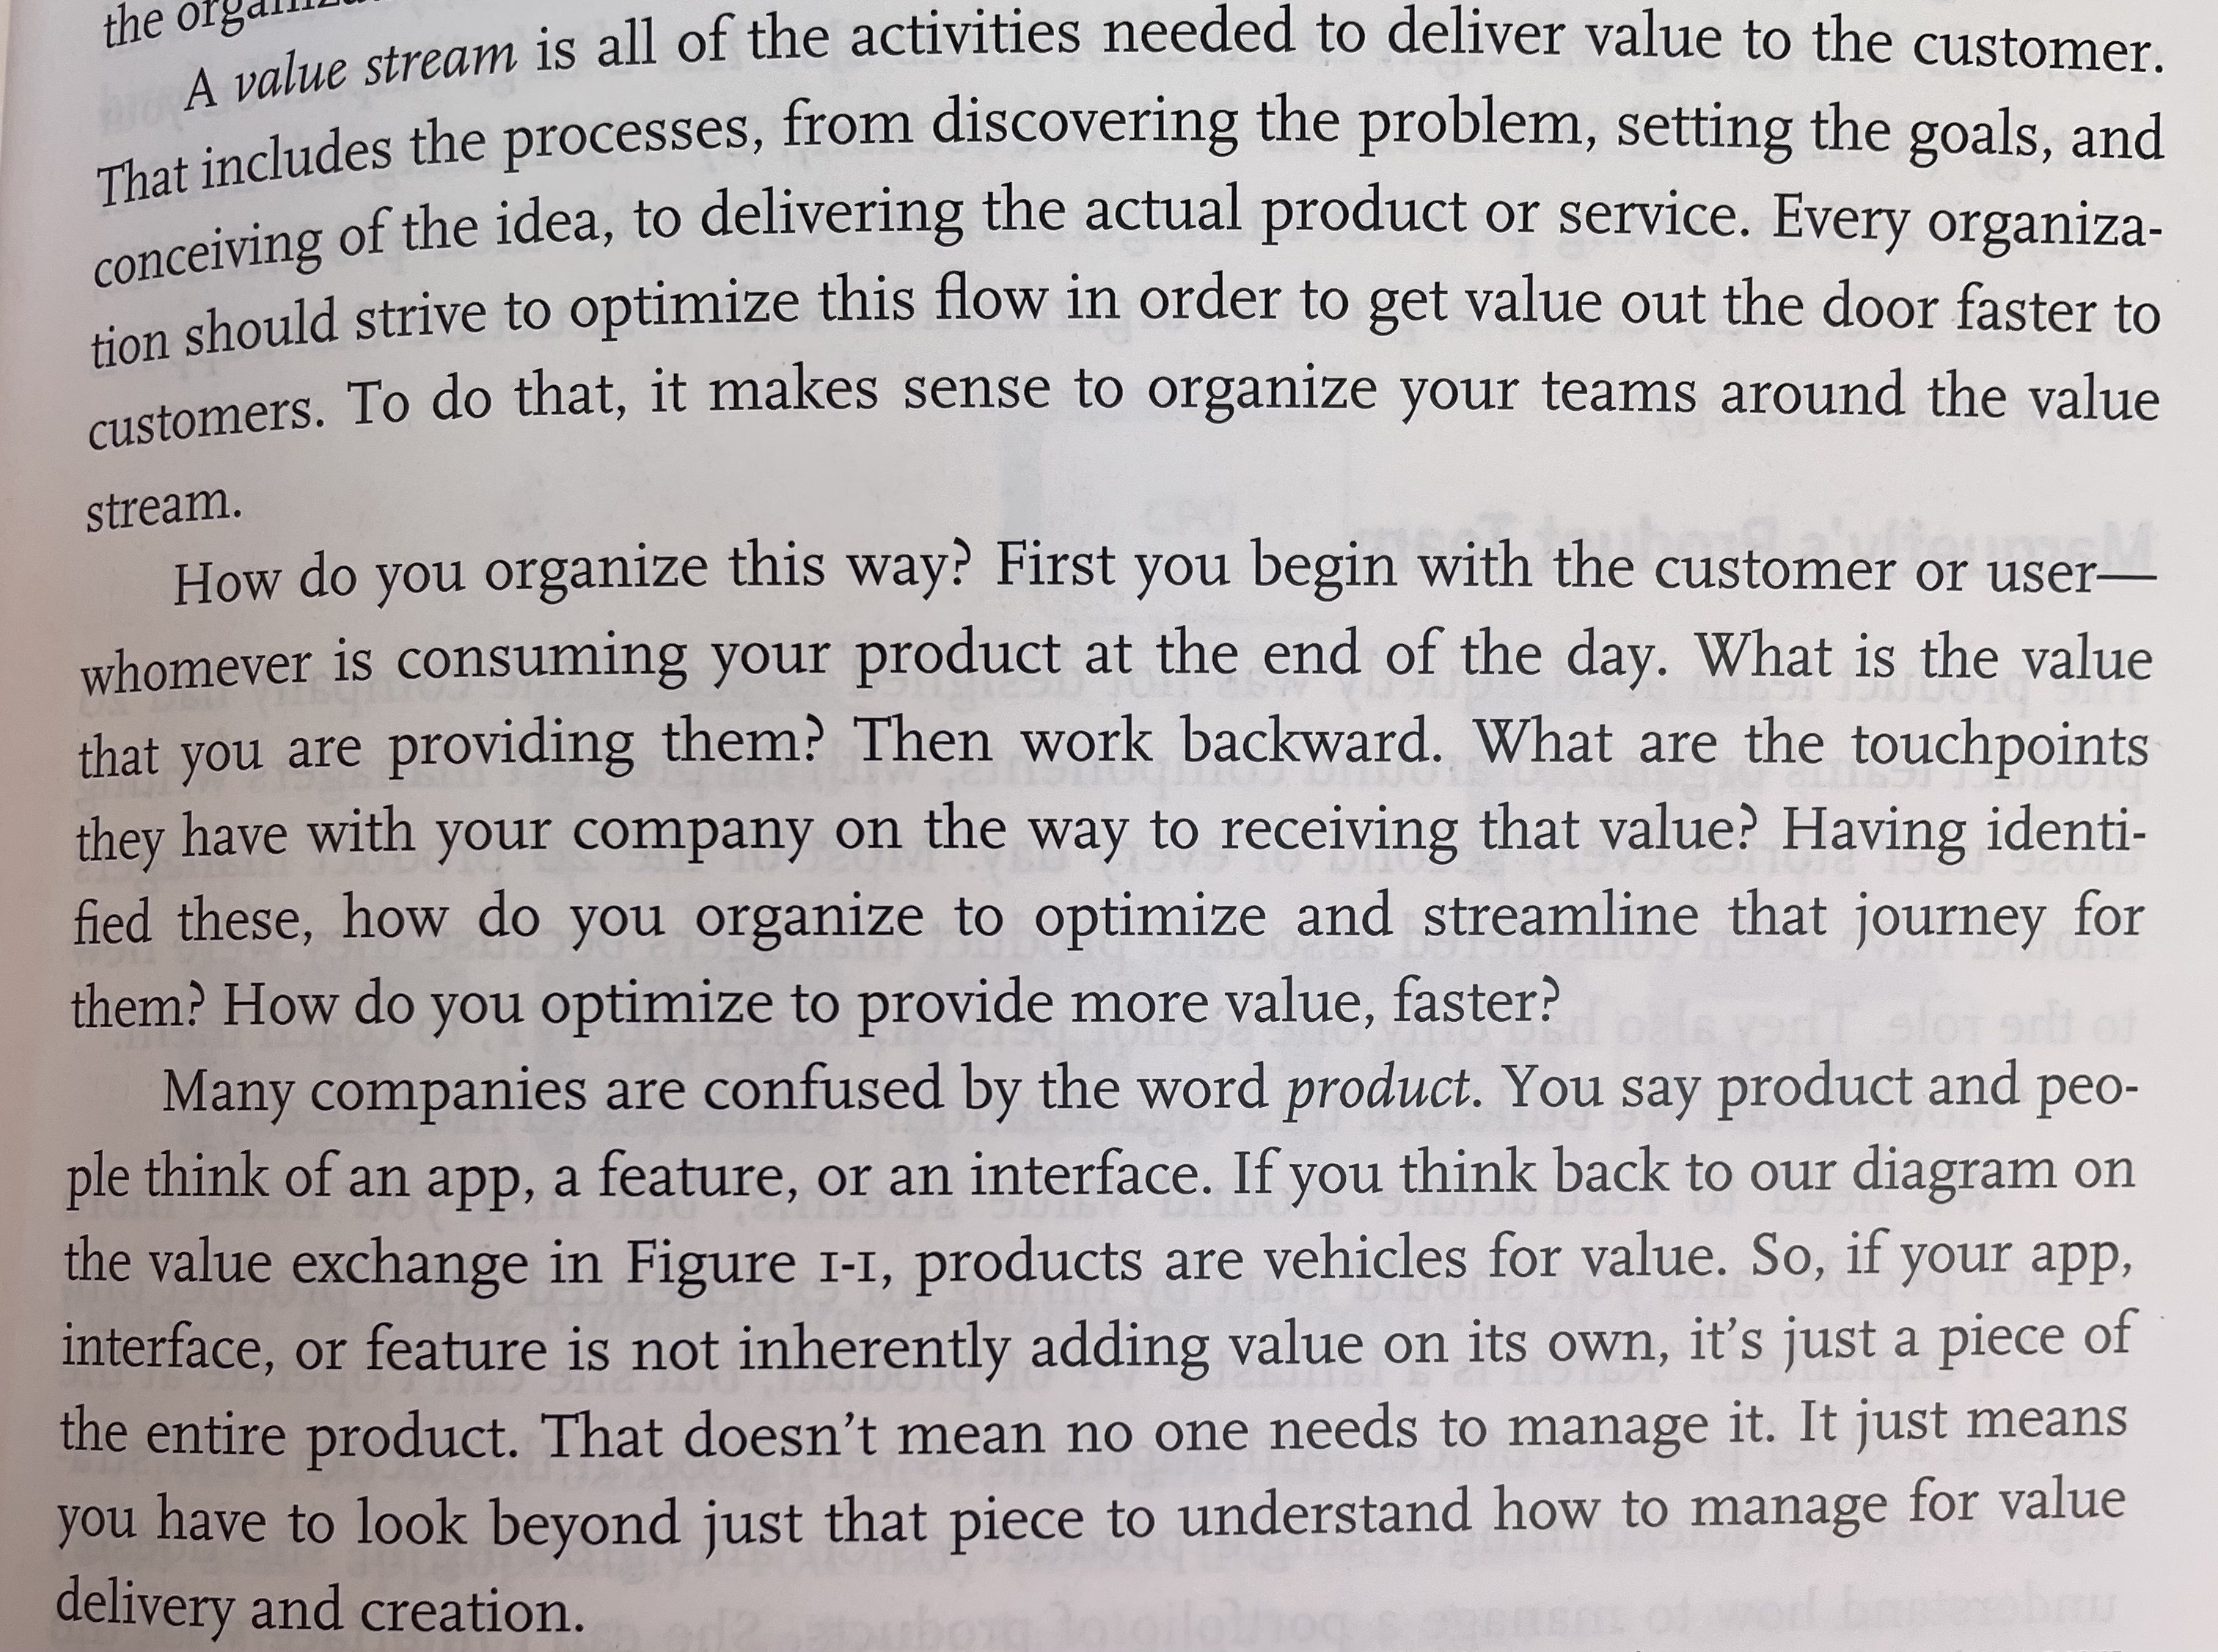 the
A value stream is all of the activities needed to deliver value to the customer.
That includes the processes, from discovering the problem, setting the goals, and
conceiving of the idea, to delivering the actual product or service. Every organiza-
tion should strive to optimize this flow in order to get value out the door faster to
customers. To do that, it makes sense to organize your teams around the value
stream.
How do you organize this way? First you begin with the customer or user—
whomever is consuming your product at the end of the day. What is the value
that you are providing them? Then work backward. What are the touchpoints
they have with your company on the way to receiving that value? Having identi-
fied these, how do you organize to optimize and streamline that journey for
them? How do you optimize to provide more value, faster?
Many companies are confused by the word product. You say product and peo-
ple think of an app, a feature, or an interface. If you think back to our diagram on
the value exchange in Figure 1-1, products are vehicles for value. So, if your app,
interface, or feature is not inherently adding value on its own, it's just a piece of
the entire product. That doesn't mean no one needs to manage it. It just means
you have to look beyond just that piece to understand how to manage for value
delivery and creation.